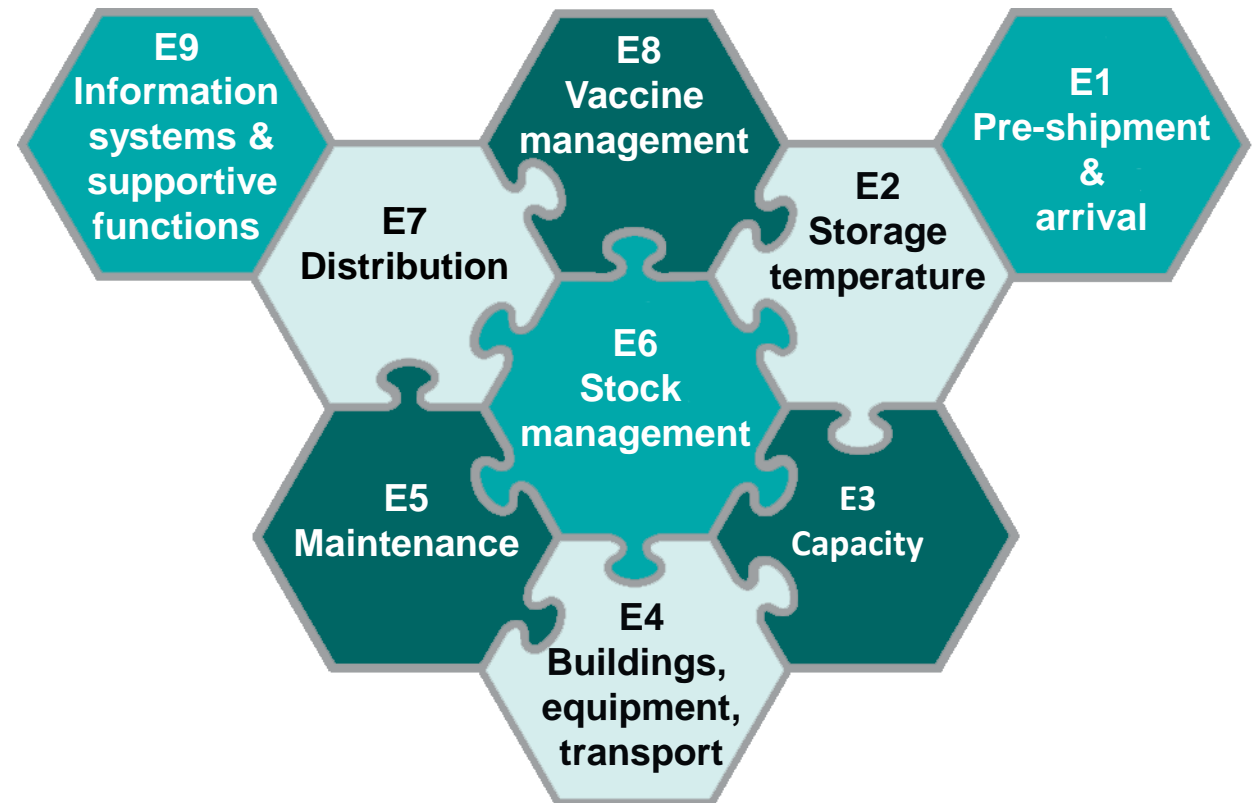 E9
Information
systems &
supportive
functions
E8
Vaccine
management
E1
Pre-shipment
&
arrival
E7
Distribution
E2
Storage
temperature
E6
Stock
management
E5
Maintenance
E3
Capacity
E4
Buildings,
equipment,
transport